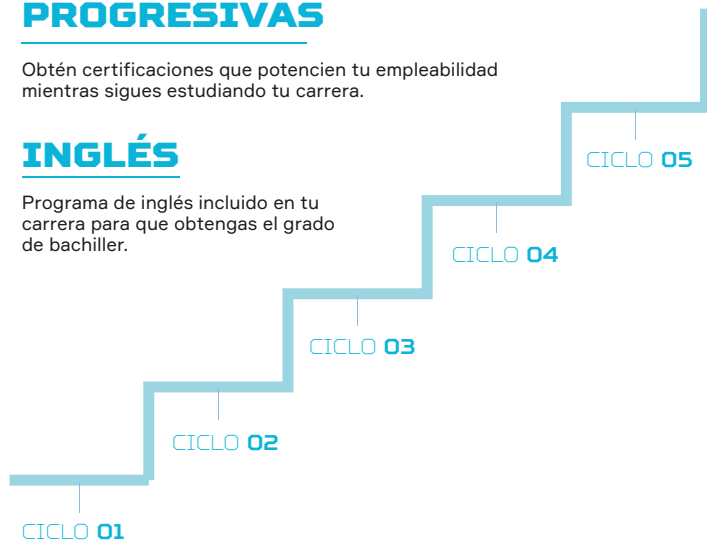 PROGRESIVAS
Obtén certificaciones que potencien tu empleabilidad
mientras sigues estudiando tu carrera.
INGLÉS
Programa de inglés incluido en tu
carrera para que obtengas el grado
de bachiller.
CICLO 05
CICLO 04
CICLO 03
CICLO 02
CICLO 01